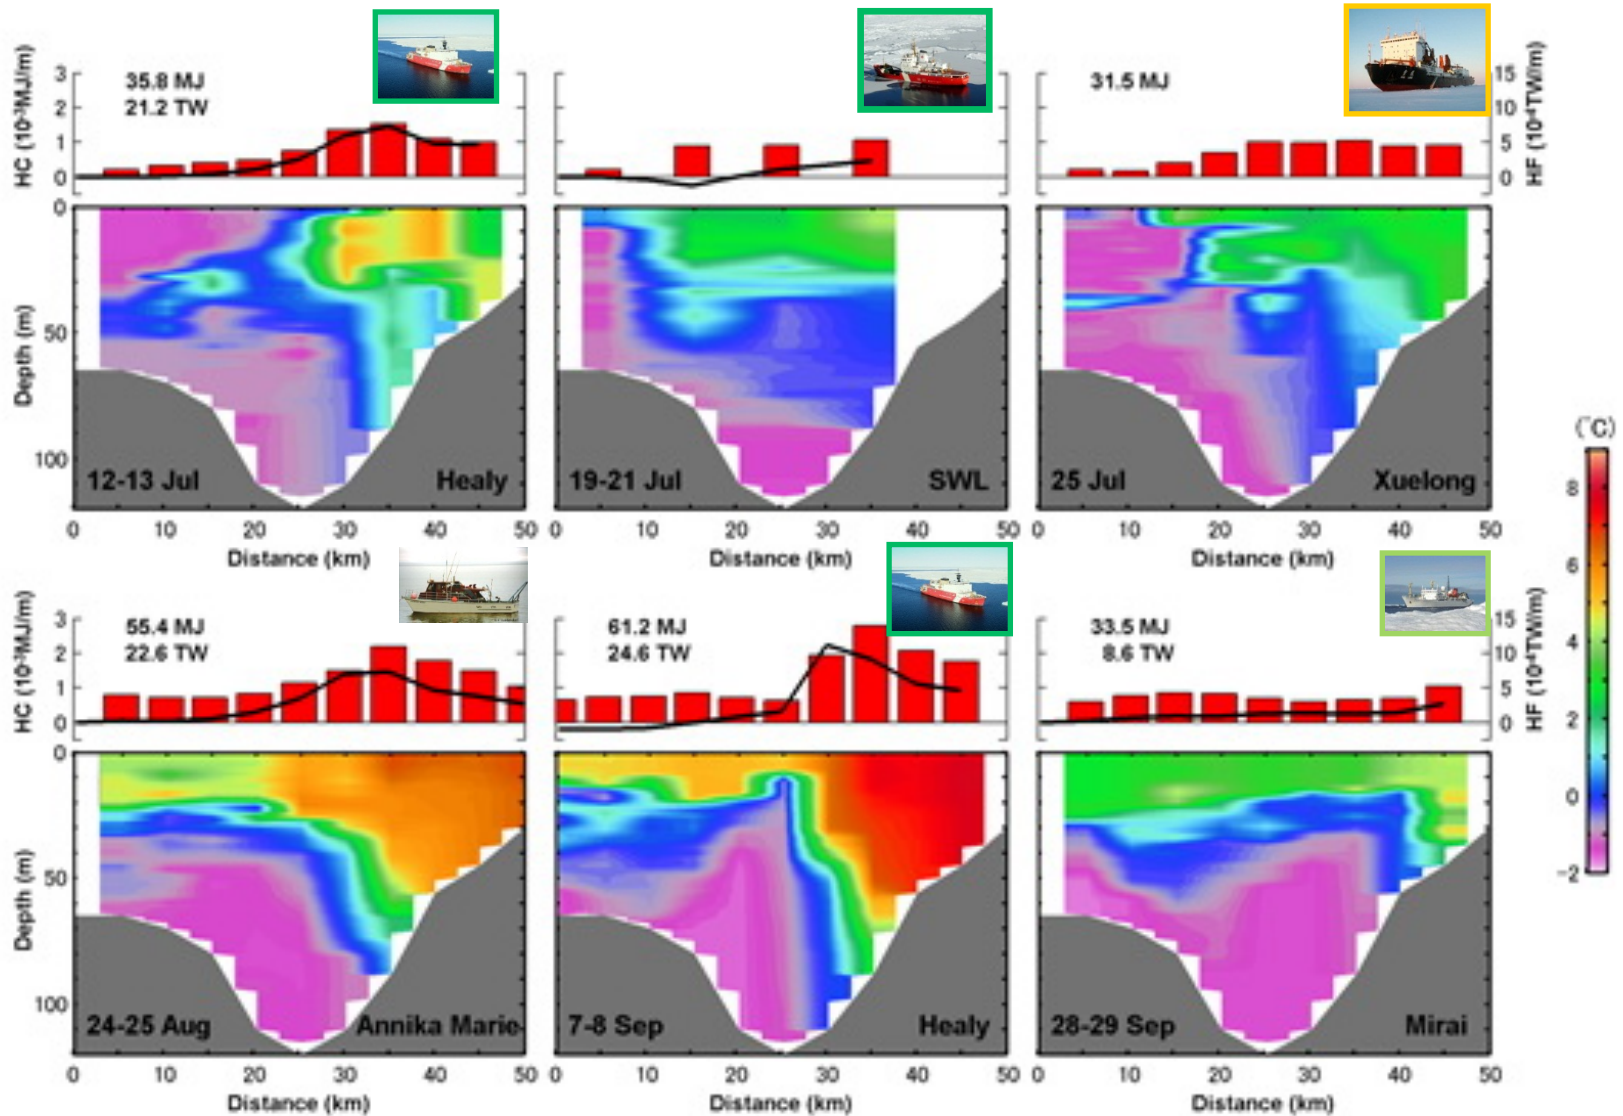 35.8 MJ
21.2 TW
31.5 MJ
HC (10⁻³MJ/m)
3
2
1
0
15
10
5
0
HF (10⁻⁴TW/m)
Depth (m)
0
50
100
12-13 Jul
Healy
19-21 Jul
SWL
25 Jul
Xuelong
0 10 20 30 40 50
0 10 20 30 40 50
0 10 20 30 40 50
Distance (km)
Distance (km)
Distance (km)
(°C)
8
6
4
2
0
-2
55.4 MJ
22.6 TW
61.2 MJ
24.6 TW
33.5 MJ
8.6 TW
HC (10⁻³MJ/m)
3
2
1
0
15
10
5
0
HF (10⁻⁴TW/m)
Depth (m)
0
50
100
24-25 Aug
Annika Marie
7-8 Sep
Healy
28-29 Sep
Mirai
0 10 20 30 40 50
0 10 20 30 40 50
0 10 20 30 40 50
Distance (km)
Distance (km)
Distance (km)